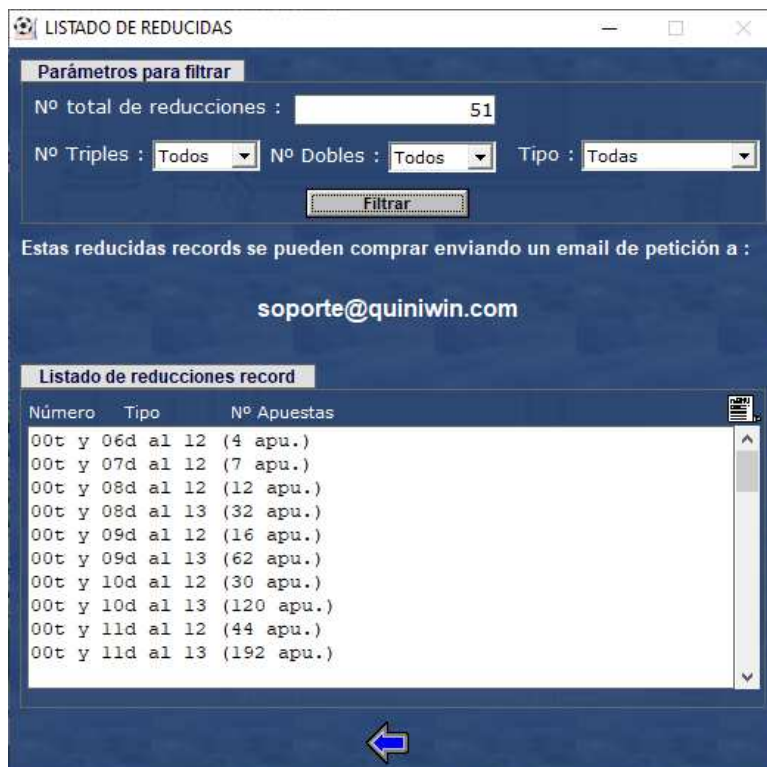 LISTADO DE REDUCIDAS
Parámetros para filtrar
Nº total de reducciones : 51
Nº Triples : Todos Nº Dobles : Todos Tipo : Todas
Filtrar
Estas reducidas records se pueden comprar enviando un email de petición a :
soporte@quiniwin.com
Listado de reducciones record
Número Tipo Nº Apuestas
00t y 06d al 12 (4 apu.)
00t y 07d al 12 (7 apu.)
00t y 08d al 12 (12 apu.)
00t y 08d al 13 (32 apu.)
00t y 09d al 12 (16 apu.)
00t y 09d al 13 (62 apu.)
00t y 10d al 12 (30 apu.)
00t y 10d al 13 (120 apu.)
00t y 11d al 12 (44 apu.)
00t y 11d al 13 (192 apu.)